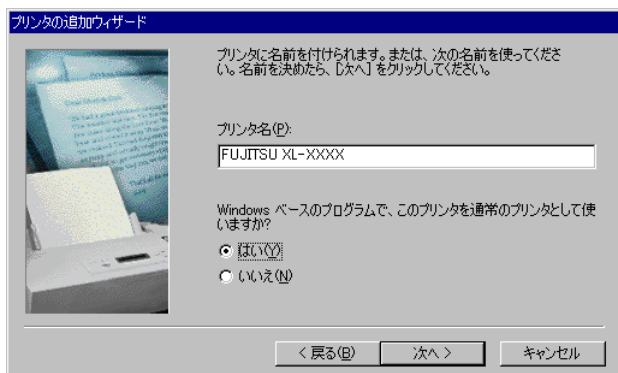 プリンタの追加ウィザード
プリンタに名前を付けられます。または、次の名前を使ってくださ
い。名前を決めたら、[次へ] をクリックしてください。
プリンタ名(P):
FUJITSU XL-XXXX
Windows ベースのプログラムで、このプリンタを通常のプリンタとして使
いますか?
はい(Y)
いいえ(N)
< 戻る(B)
次へ >
キャンセル